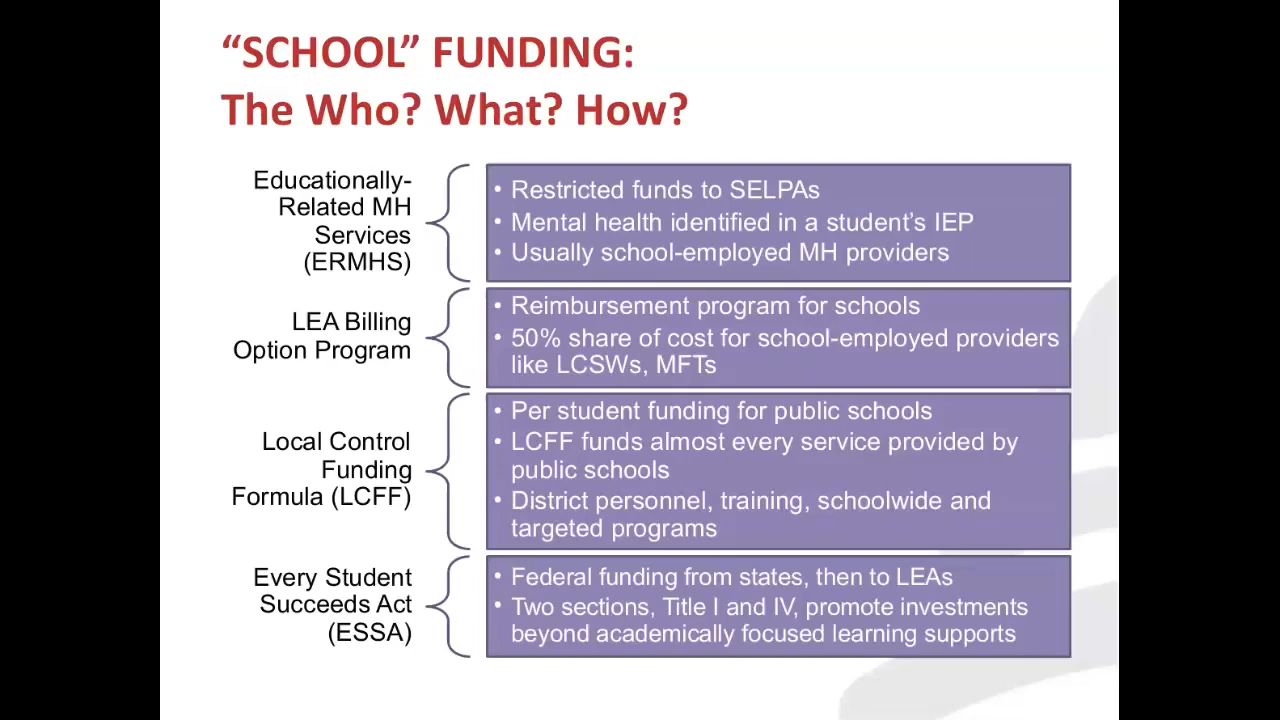 “SCHOOL” FUNDING:
The Who? What? How?
Educationally-
Related MH
Services
(ERMHS)
• Restricted funds to SELPAs
• Mental health identified in a student’s IEP
• Usually school-employed MH providers
LEA Billing
Option Program
• Reimbursement program for schools
• 50% share of cost for school-employed providers
like LCSWs, MFTs
Local Control
Funding
Formula (LCFF)
• Per student funding for public schools
• LCFF funds almost every service provided by
public schools
• District personnel, training, schoolwide and
targeted programs
Every Student
Succeeds Act
(ESSA)
• Federal funding from states, then to LEAs
• Two sections, Title I and IV, promote investments
beyond academically focused learning supports